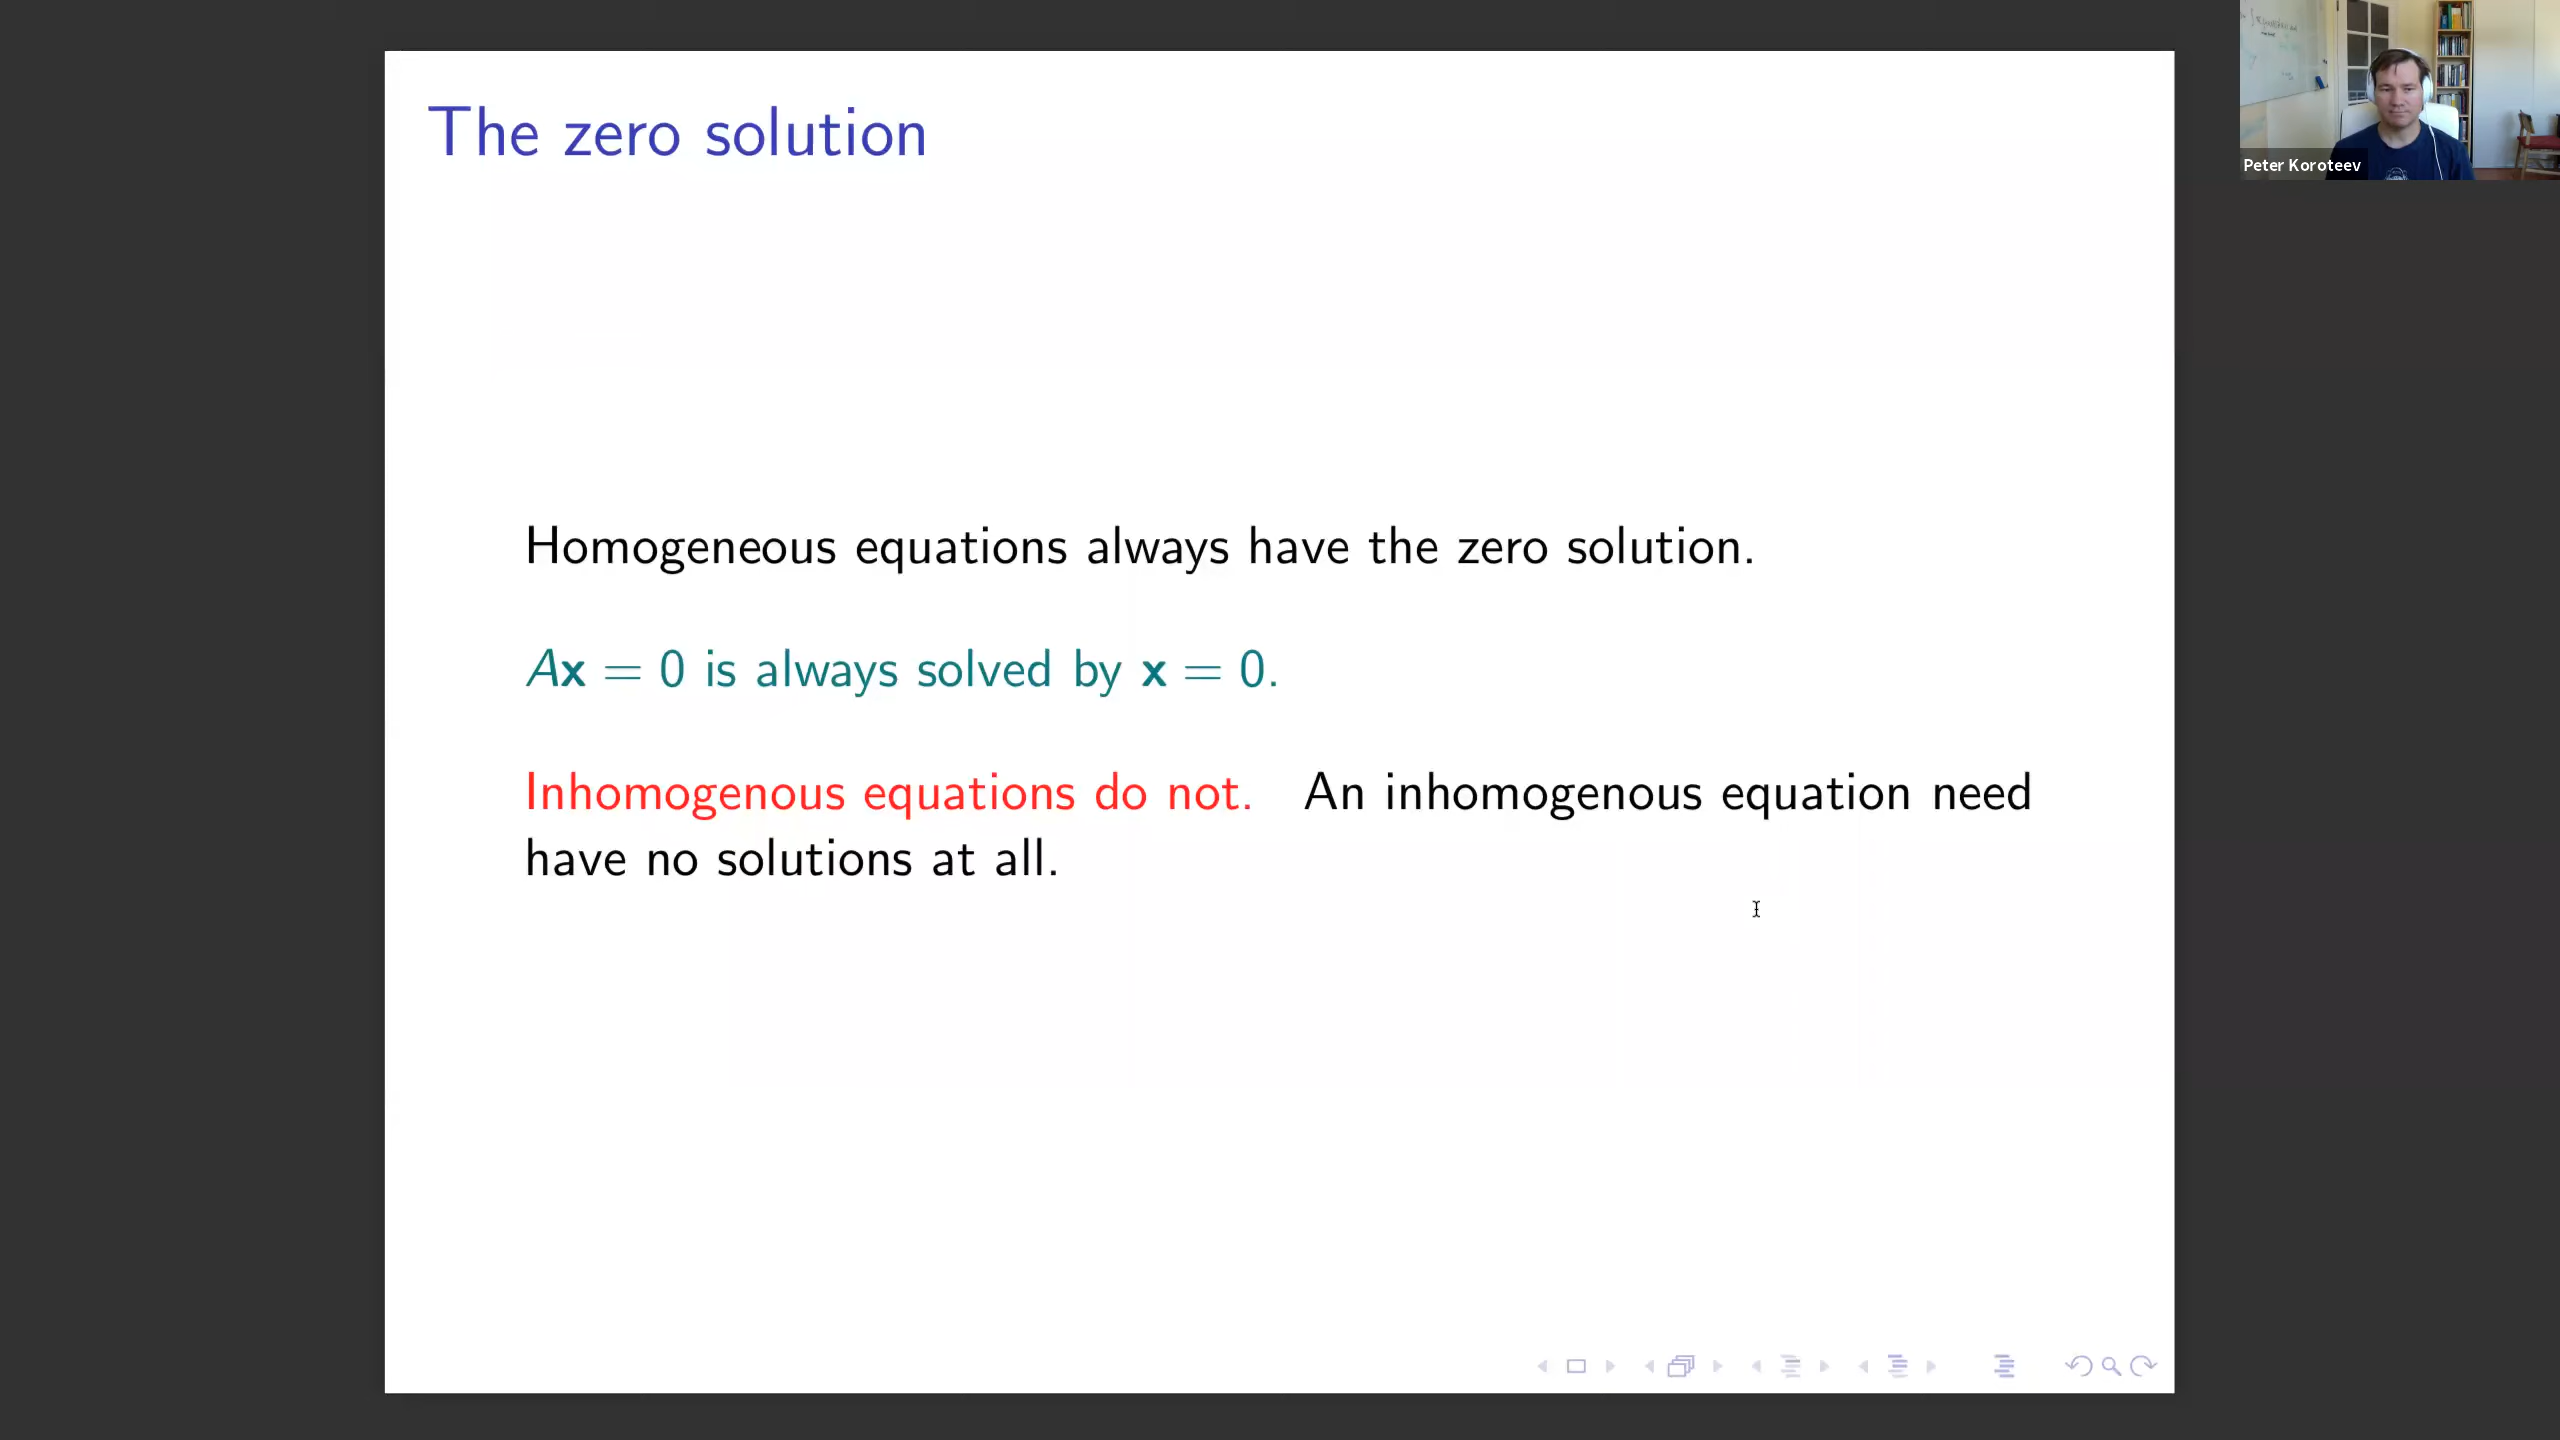 The zero solution
Peter Koroteev
Homogeneous equations always have the zero solution.
Ax = 0 is always solved by x = 0.
Inhomogenous equations do not. An inhomogenous equation need
have no solutions at all.